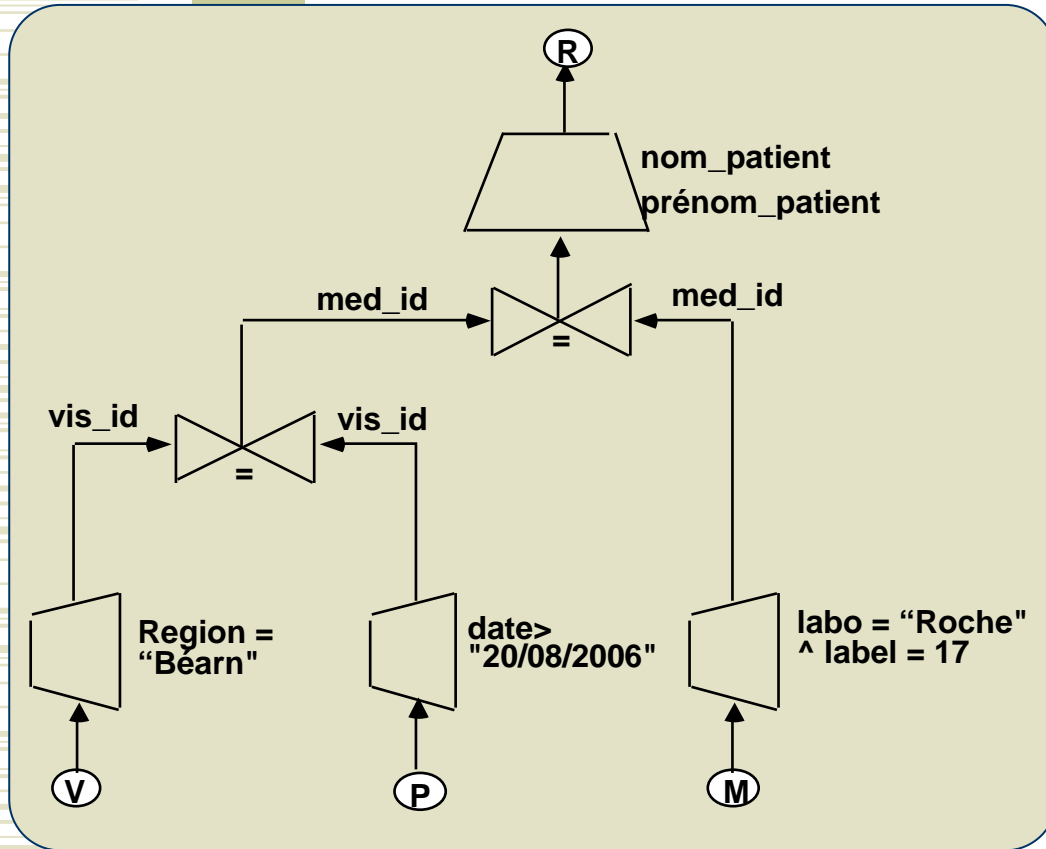 R
nom_patient
prénom_patient
med_id
med_id
=
vis_id
vis_id
=
Region =
“Béarn"
date>
"20/08/2006"
labo = “Roche"
^ label = 17
V
P
M